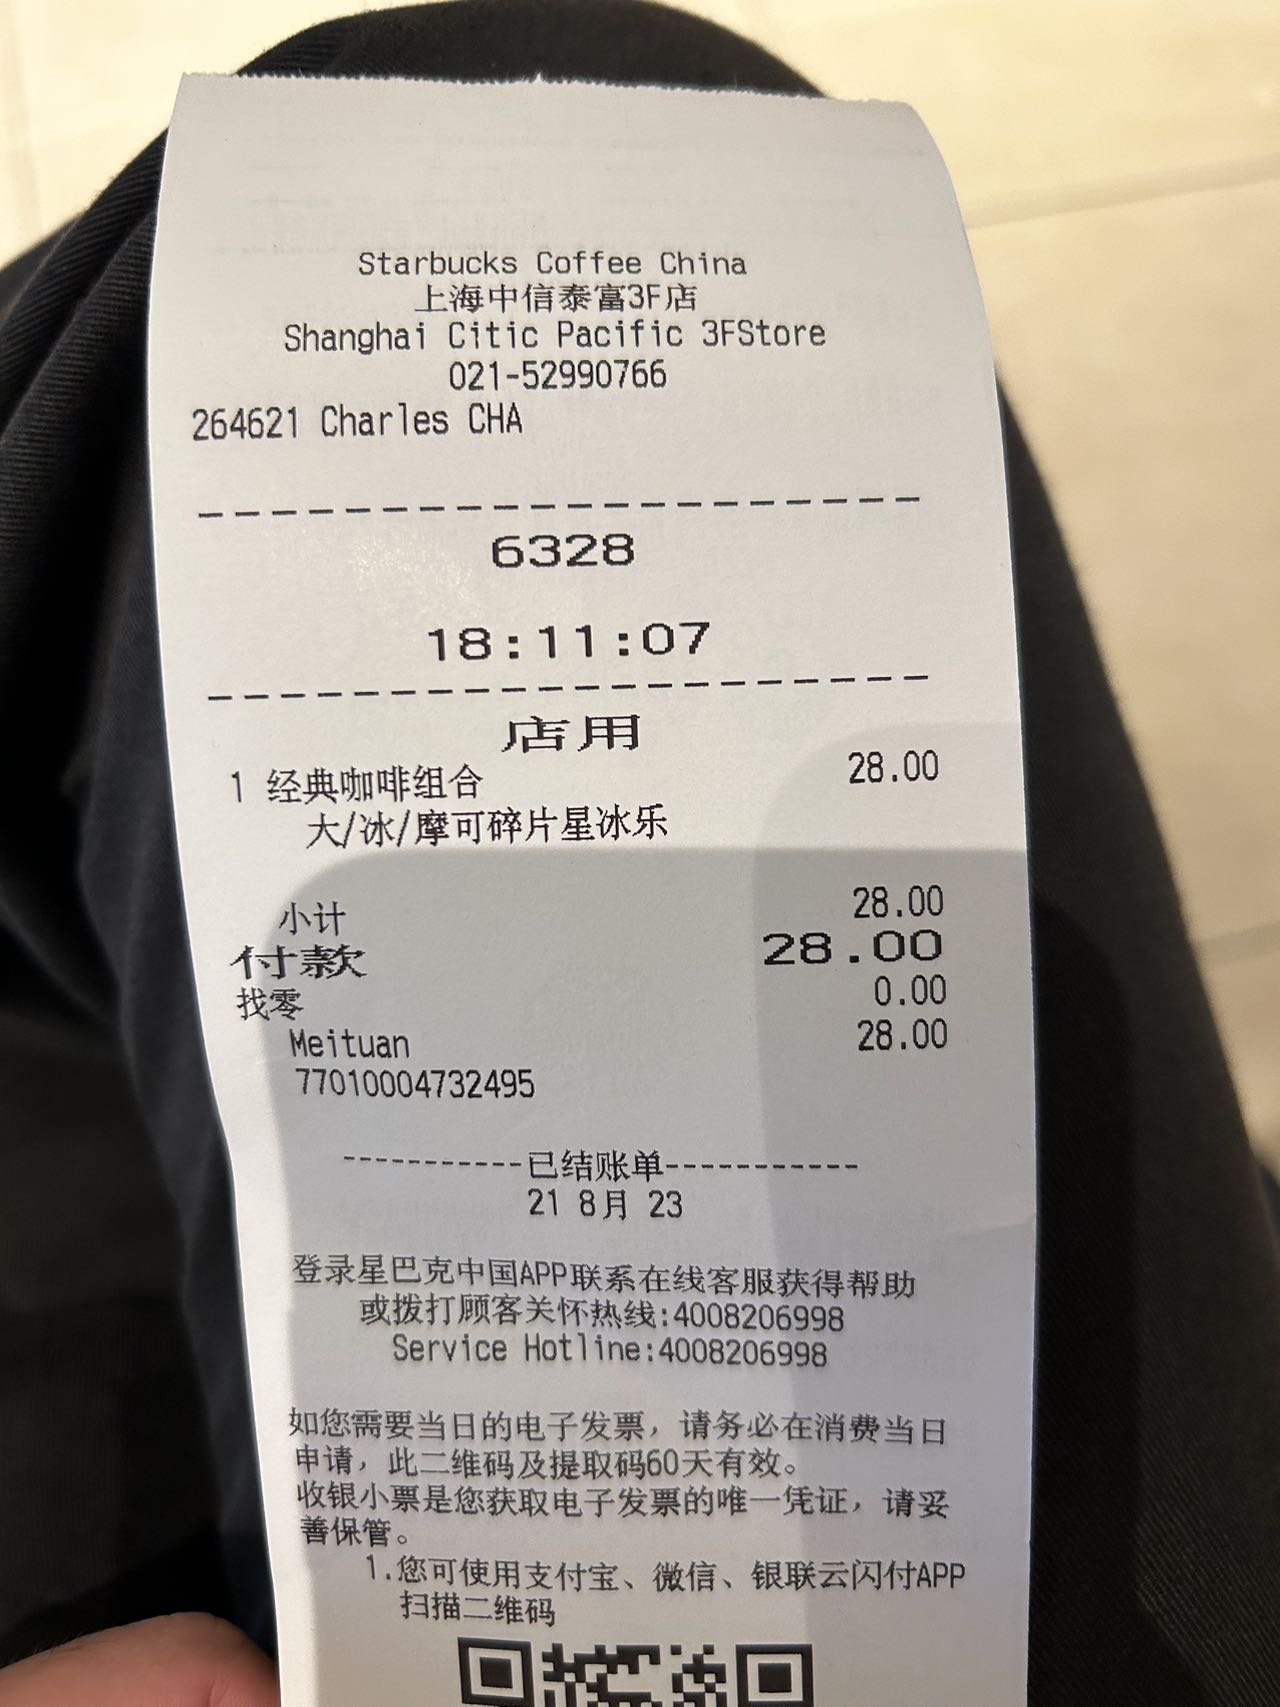 Starbucks Coffee China
上海中信泰富3F店
Shanghai Citic Pacific 3FStore
021-52990766
264621 Charles CHA
--------------------
6328
18:11:07
--------------------
店用
1 经典咖啡组合 28.00
大/冰/摩可碎片星冰乐
小计 28.00
付款 28.00
找零 0.00
Meituan 28.00
77010004732495
-----------已结账单------------
21 8月 23
登录星巴克中国APP联系在线客服获得帮助
或拨打顾客关怀热线:4008206998
Service Hotline:4008206998
如您需要当日的电子发票，请务必在消费当日
申请，此二维码及提取码60天有效。
收银小票是您获取电子发票的唯一凭证，请妥
善保管。
1.您可使用支付宝、微信、银联云闪付APP
扫描二维码